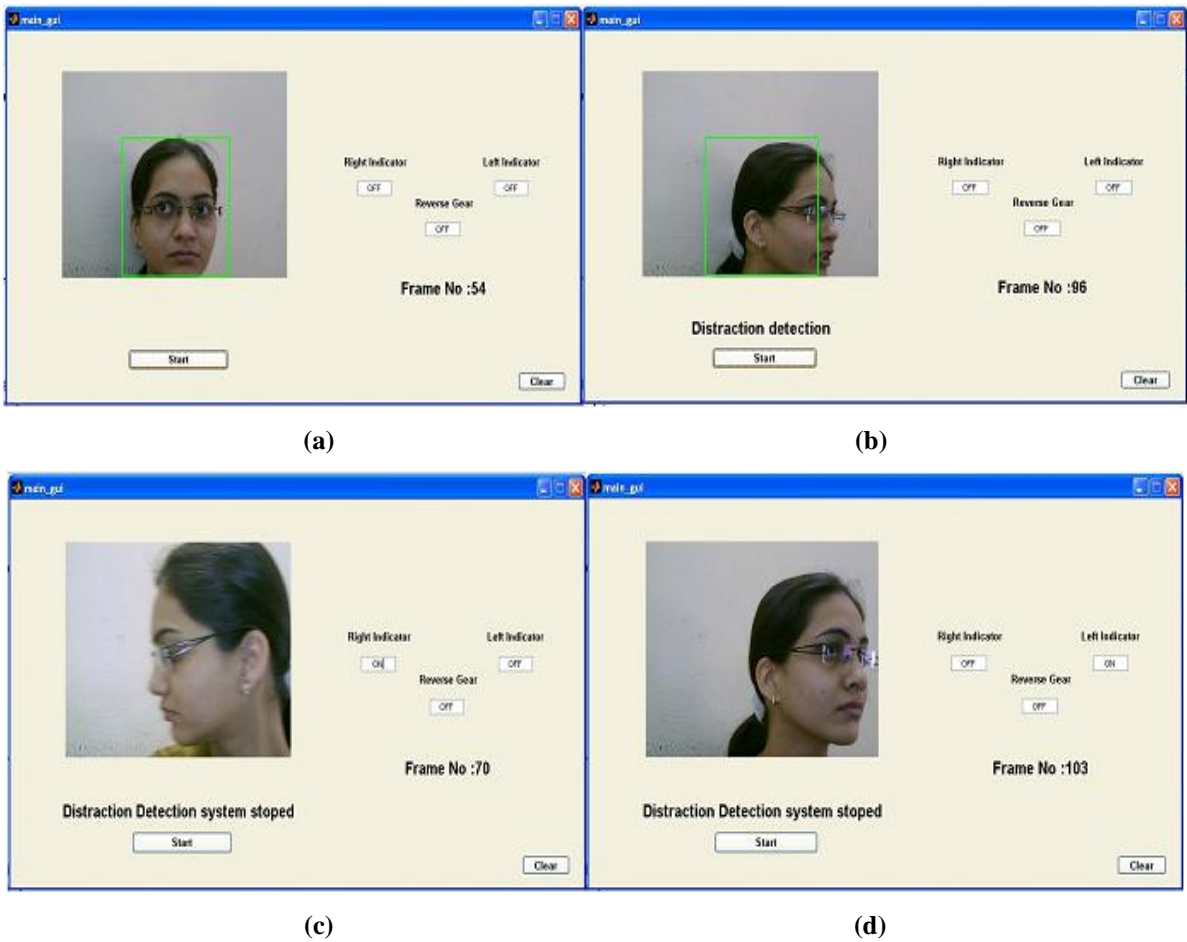 main_gui
Right Indicator Left Indicator
OFF OFF
Reverse Gear
OFF
Frame No :54
Start
Clear
(a)
main_gui
Right Indicator Left Indicator
OFF OFF
Reverse Gear
OFF
Frame No :96
Distraction detection
Start
Clear
(b)
main_gui
Right Indicator Left Indicator
ON OFF
Reverse Gear
OFF
Frame No :70
Distraction Detection system stoped
Start
Clear
(c)
main_gui
Right Indicator Left Indicator
OFF ON
Reverse Gear
OFF
Frame No :103
Distraction Detection system stoped
Start
Clear
(d)